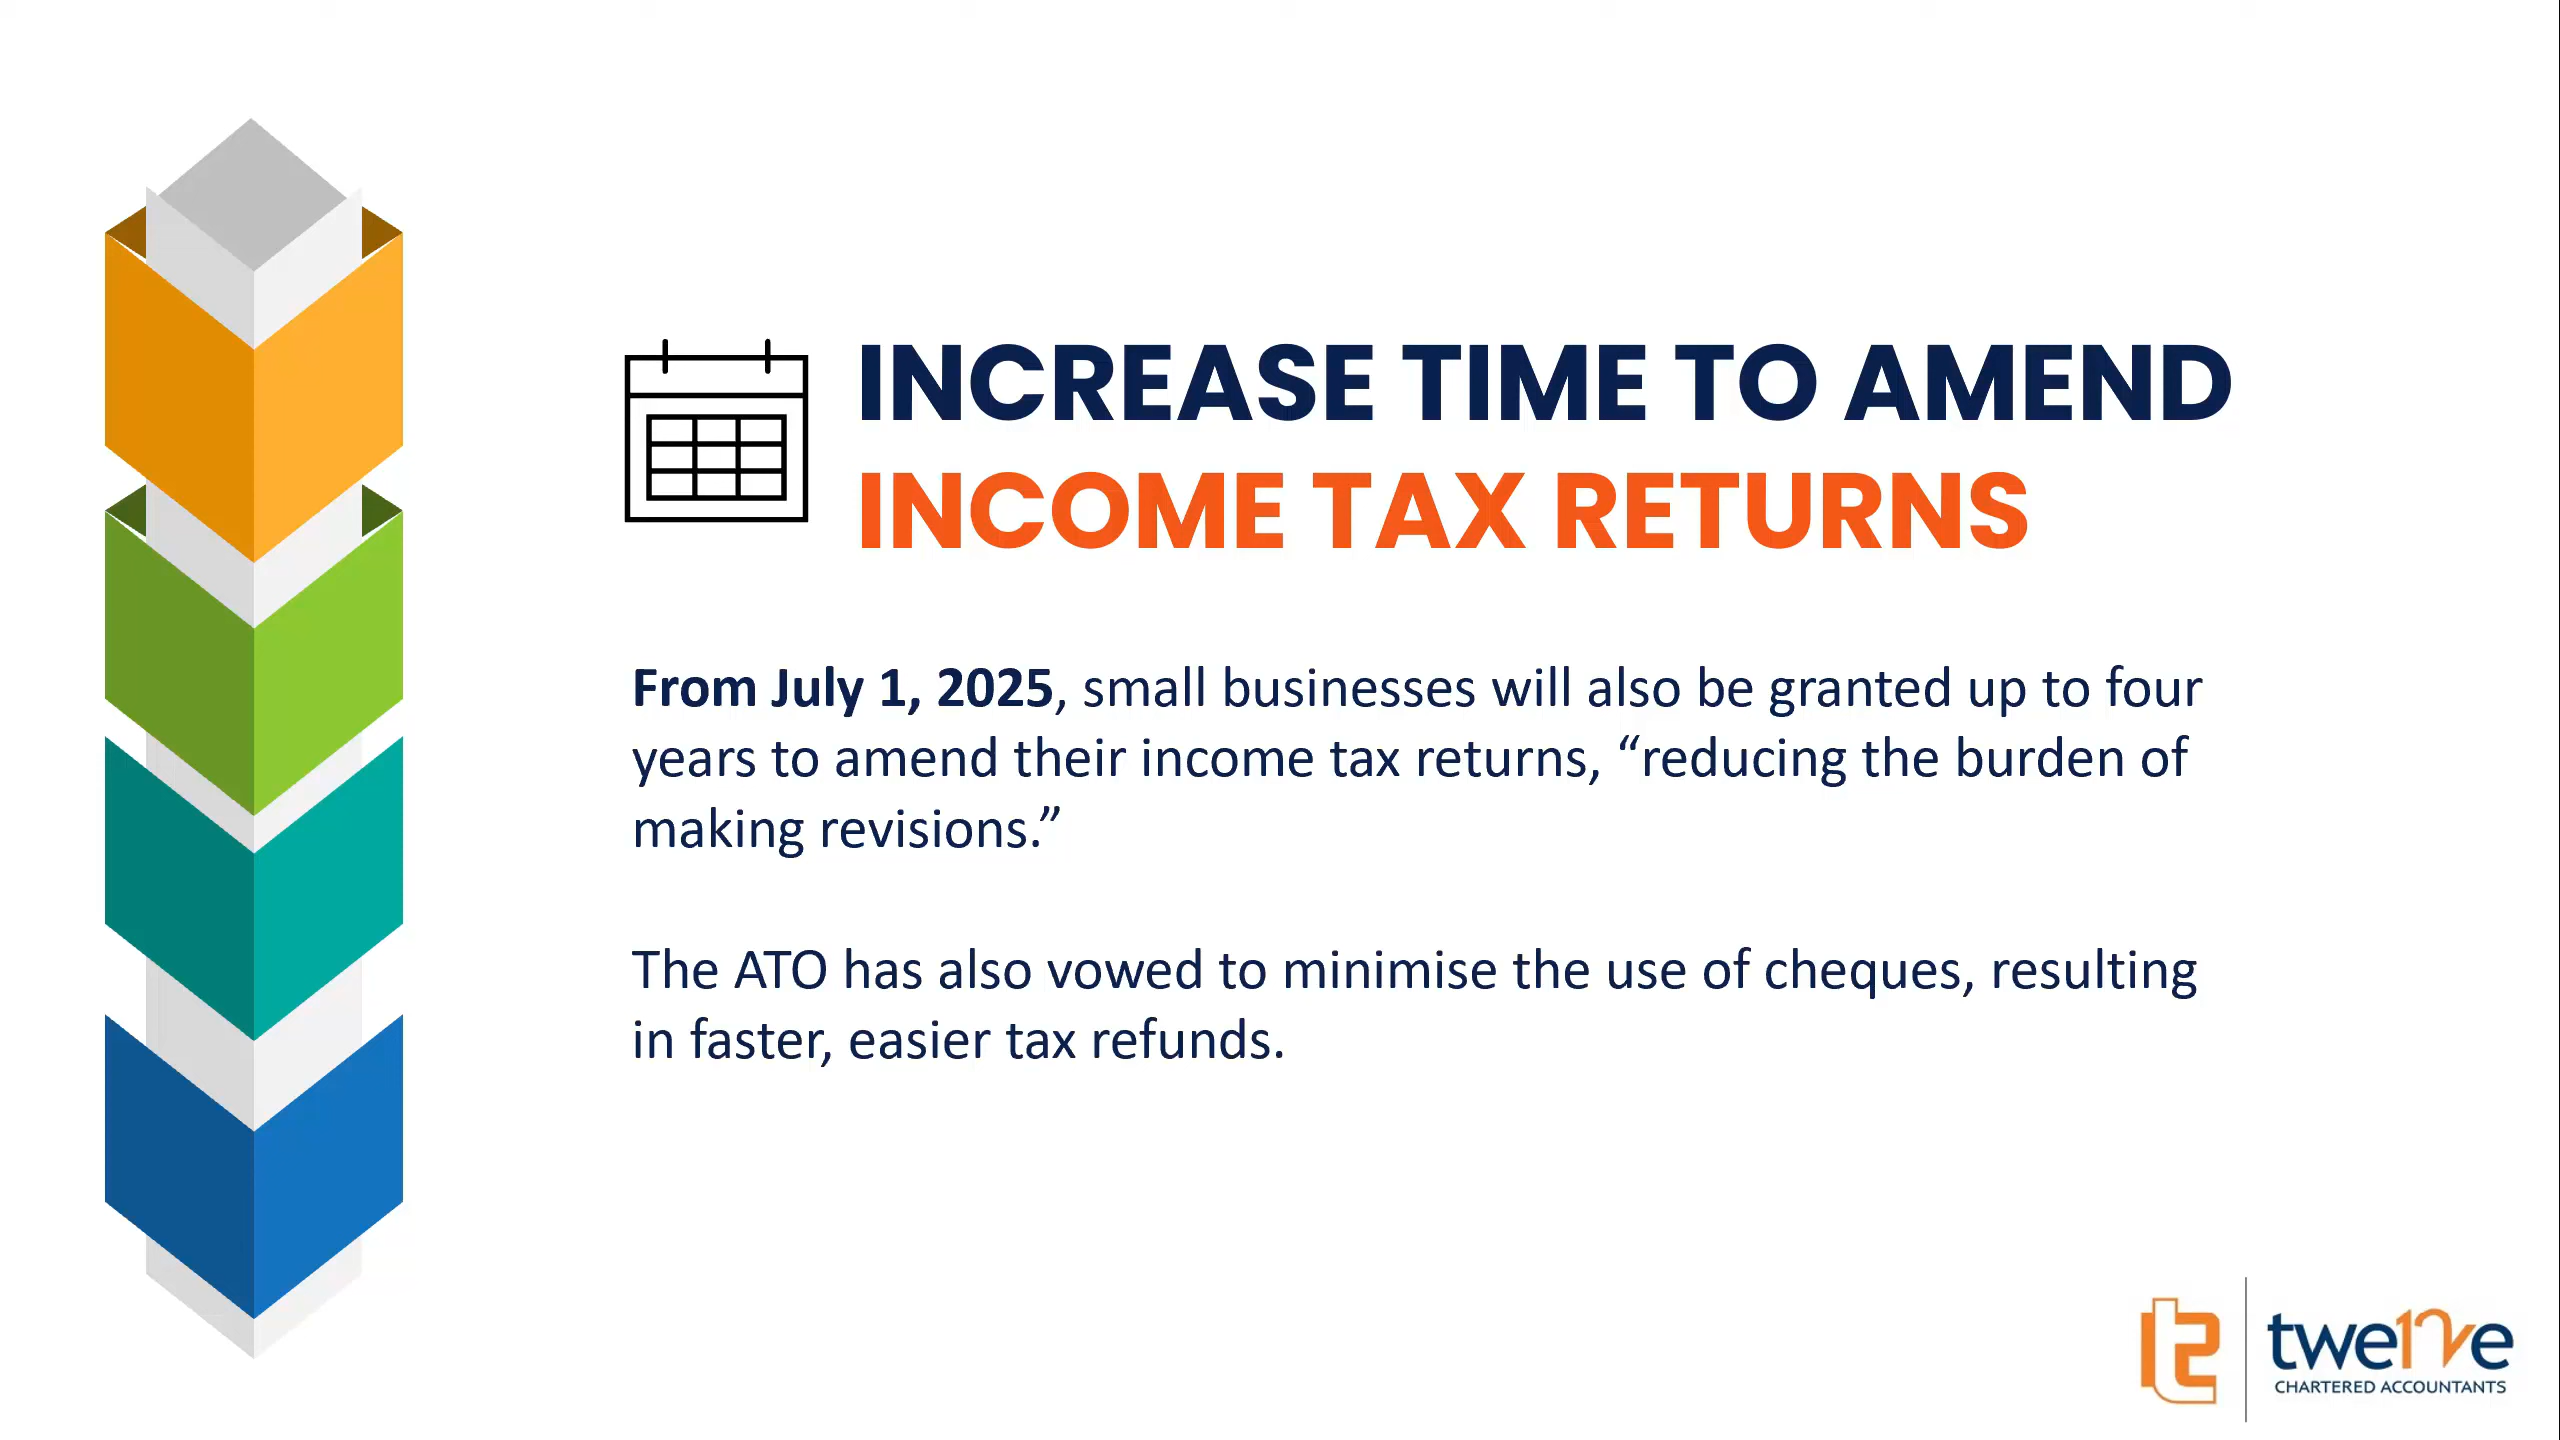 INCREASE TIME TO AMEND
INCOME TAX RETURNS
From July 1, 2025, small businesses will also be granted up to four
years to amend their income tax returns, “reducing the burden of
making revisions.”
The ATO has also vowed to minimise the use of cheques, resulting
in faster, easier tax refunds.
twe12ve
CHARTERED ACCOUNTANTS